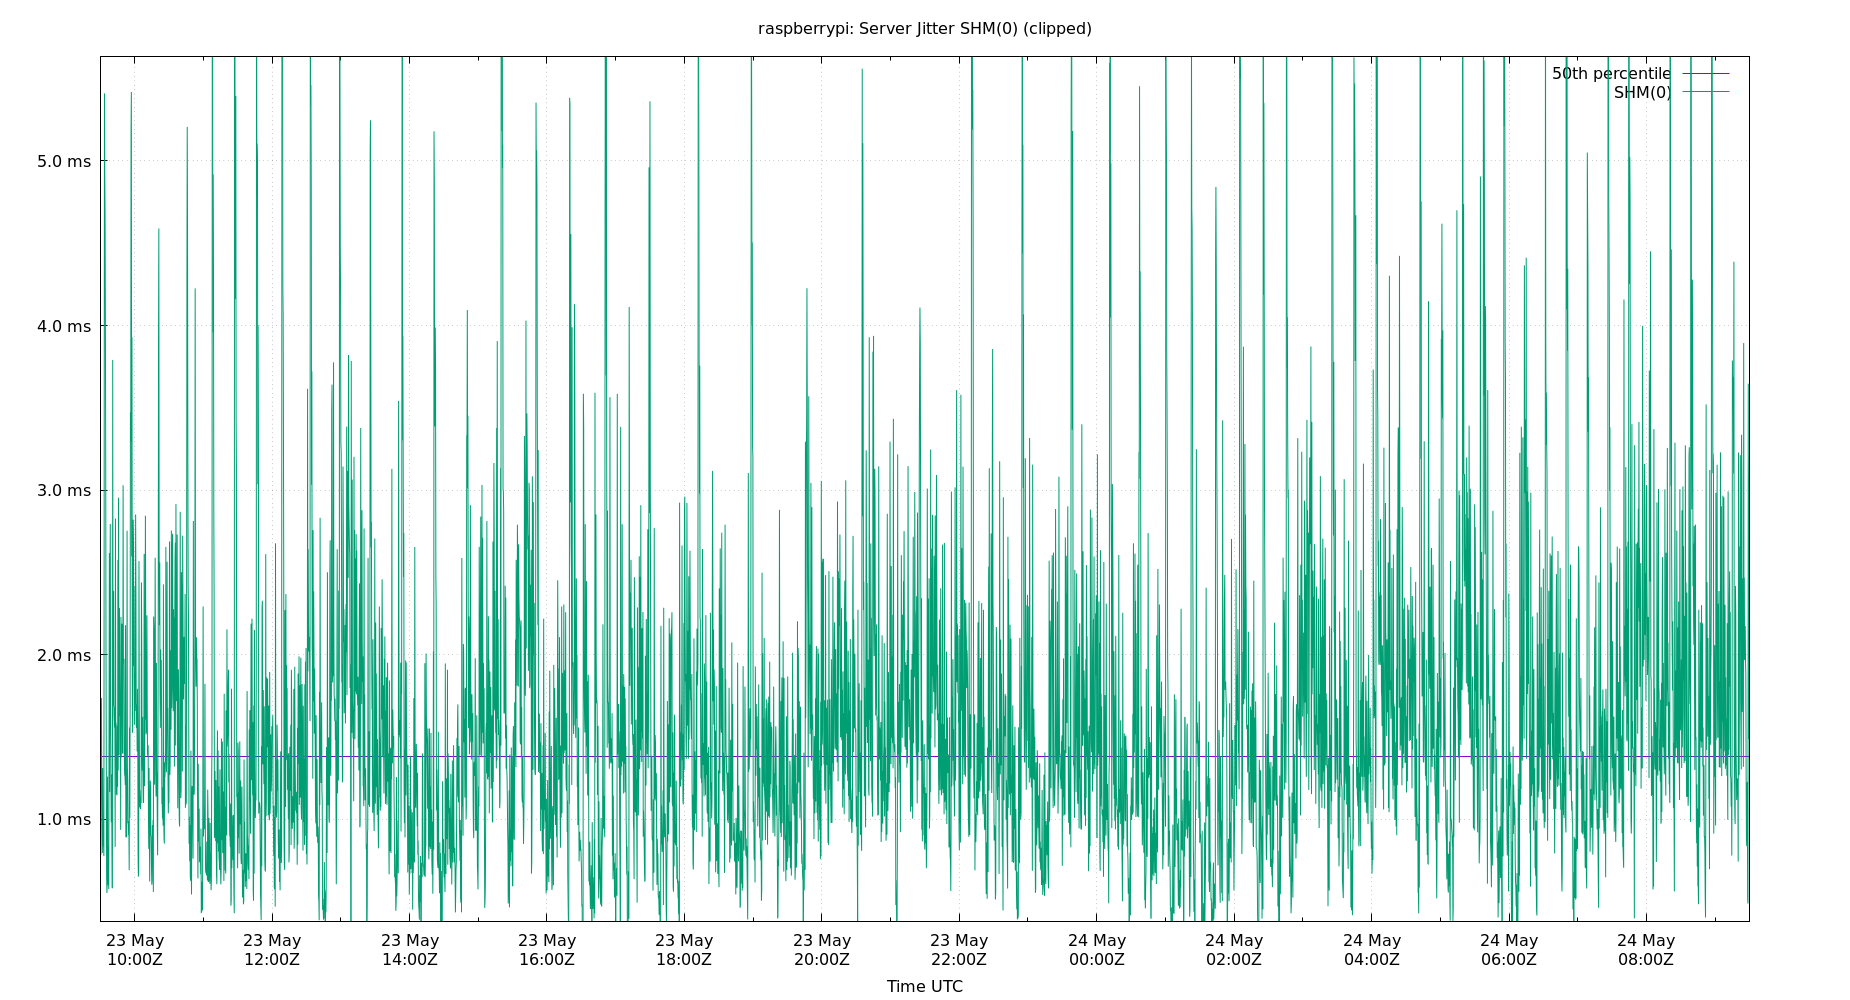 raspberrypi: Server Jitter SHM(0) (clipped)
50th percentile
SHM(0)
5.0 ms
4.0 ms
3.0 ms
2.0 ms
1.0 ms
23 May 23 May 23 May 23 May 23 May 23 May 23 May 24 May 24 May 24 May 24 May 24 May
10:00Z 12:00Z 14:00Z 16:00Z 18:00Z 20:00Z 22:00Z 00:00Z 02:00Z 04:00Z 06:00Z 08:00Z
Time UTC